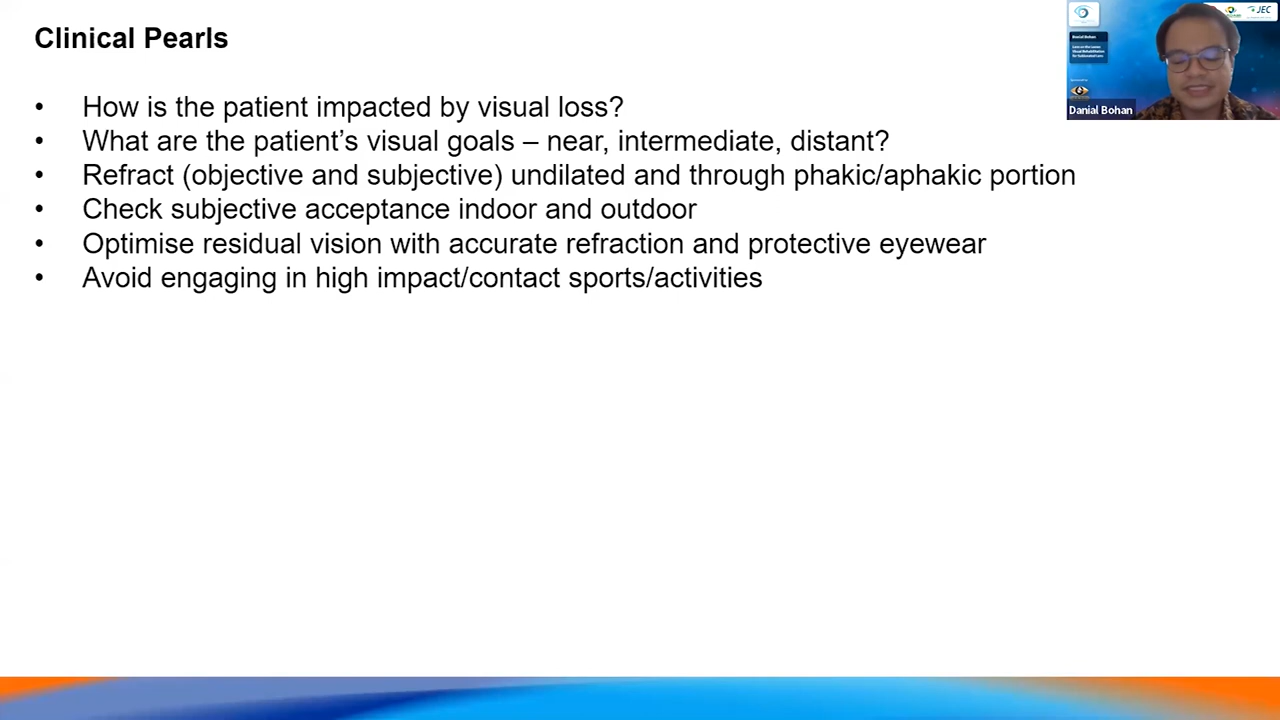 Clinical Pearls
• How is the patient impacted by visual loss?
• What are the patient’s visual goals – near, intermediate, distant?
• Refract (objective and subjective) undilated and through phakic/aphakic portion
• Check subjective acceptance indoor and outdoor
• Optimise residual vision with accurate refraction and protective eyewear
• Avoid engaging in high impact/contact sports/activities
JEC
Danial Bohan
Danial Bohan